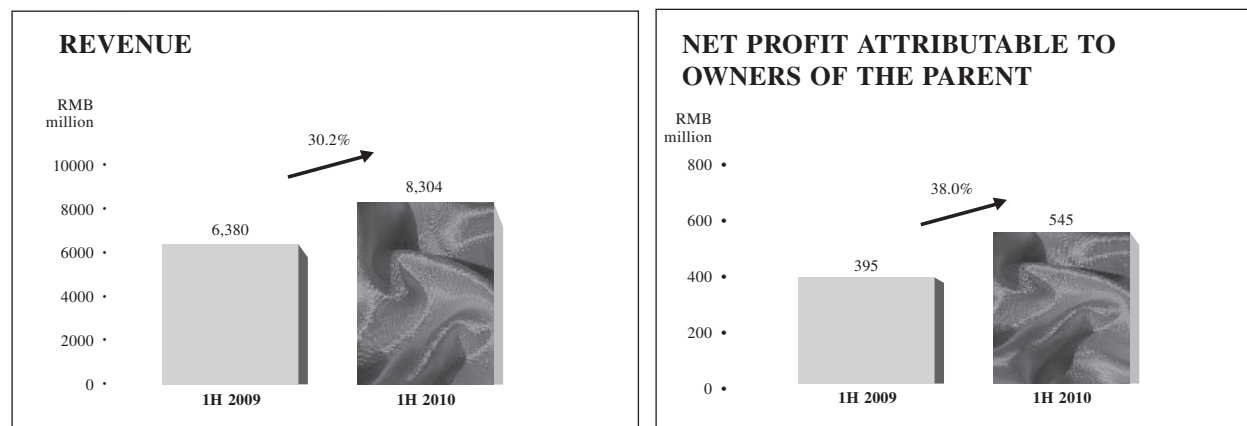 REVENUE
RMB
million
30.2%
10000
8,304
8000
6,380
6000
4000
2000
0
1H 2009
1H 2010
NET PROFIT ATTRIBUTABLE TO
OWNERS OF THE PARENT
RMB
million
800
38.0%
600
545
395
400
200
0
1H 2009
1H 2010